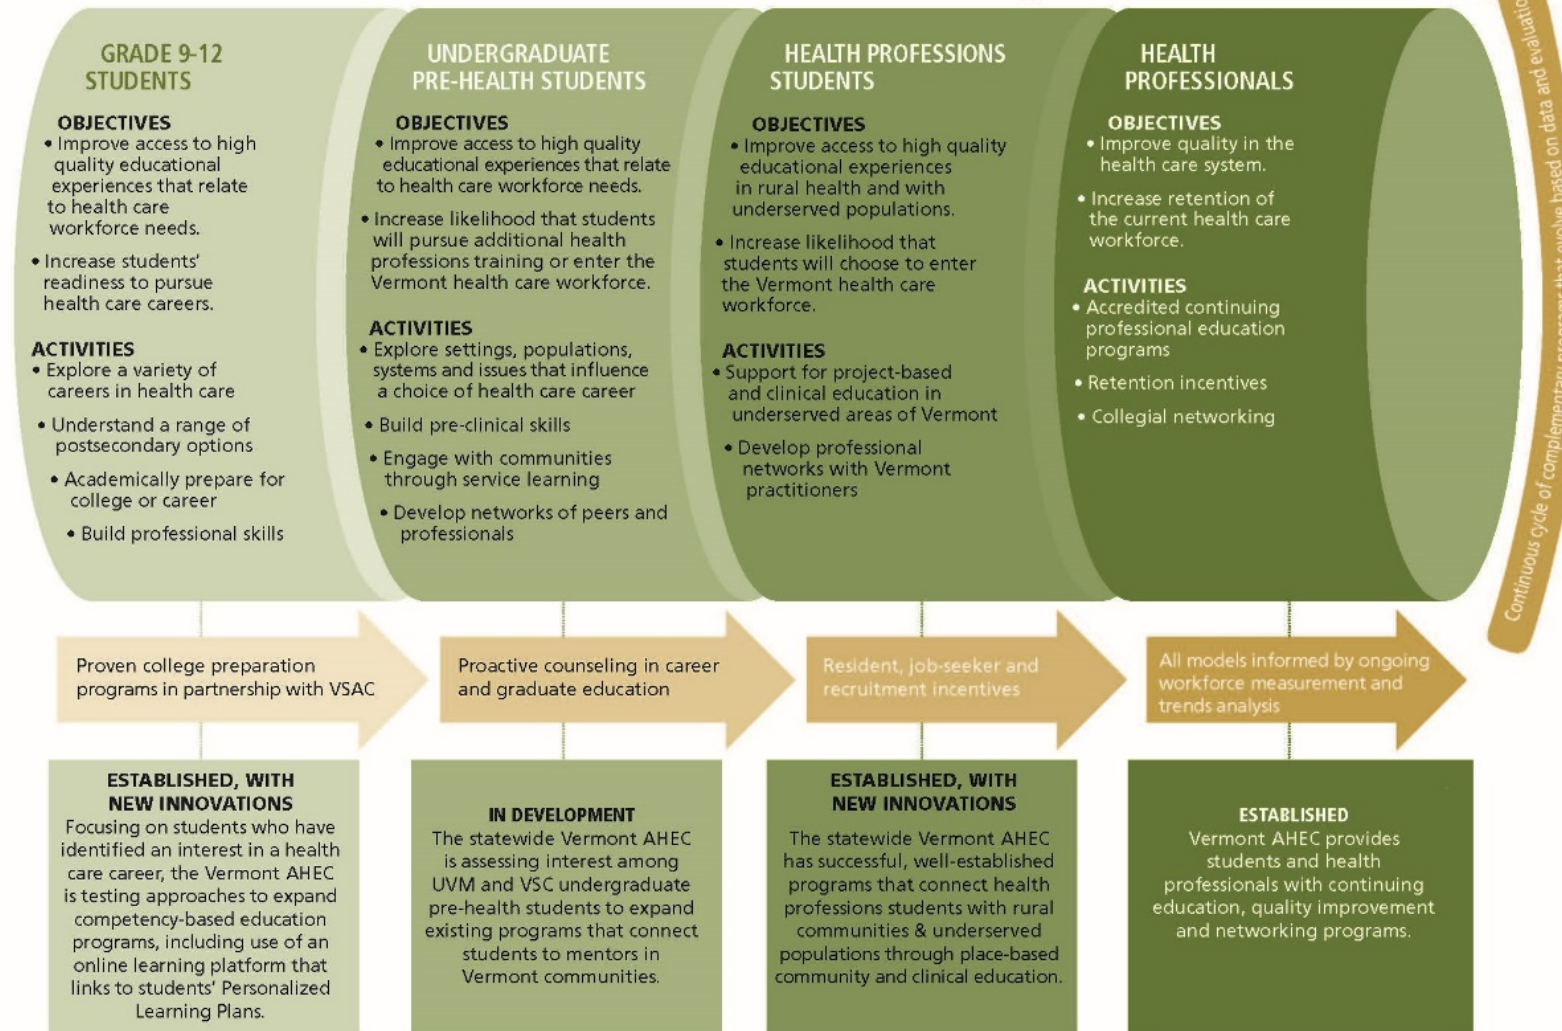 GRADE 9-12
STUDENTS
OBJECTIVES
• Improve access to high
quality educational
experiences that relate
to health care
workforce needs.
• Increase students’
readiness to pursue
health care careers.
ACTIVITIES
• Explore a variety of
careers in health care
• Understand a range of
postsecondary options
• Academically prepare for
college or career
• Build professional skills
UNDERGRADUATE
PRE-HEALTH STUDENTS
OBJECTIVES
• Improve access to high quality
educational experiences that relate
to health care workforce needs.
• Increase likelihood that students
will pursue additional health
professions training or enter the
Vermont health care workforce.
ACTIVITIES
• Explore settings, populations,
systems and issues that influence
a choice of health care career
• Build pre-clinical skills
• Engage with communities
through service learning
• Develop networks of peers and
professionals
HEALTH PROFESSIONS
STUDENTS
OBJECTIVES
• Improve access to high quality
educational experiences
in rural health and with
underserved populations.
• Increase likelihood that
students will choose to enter
the Vermont health care
workforce.
ACTIVITIES
• Support for project-based
and clinical education in
underserved areas of Vermont
• Develop professional
networks with Vermont
practitioners
HEALTH
PROFESSIONALS
OBJECTIVES
• Improve quality in the
health care system.
• Increase retention of
the current health care
workforce.
ACTIVITIES
• Accredited continuing
professional education
programs
• Retention incentives
• Collegial networking
Continuous cycle of complementary programs that evolve based on data and evaluation
Proven college preparation
programs in partnership with VSAC
Proactive counseling in career
and graduate education
Resident, job-seeker and
recruitment incentives
All models informed by ongoing
workforce measurement and
trends analysis
ESTABLISHED, WITH
NEW INNOVATIONS
Focusing on students who have
identified an interest in a health
care career, the Vermont AHEC
is testing approaches to expand
competency-based education
programs, including use of an
online learning platform that
links to students’ Personalized
Learning Plans.
IN DEVELOPMENT
The statewide Vermont AHEC
is assessing interest among
UVM and VSC undergraduate
pre-health students to expand
existing programs that connect
students to mentors in
Vermont communities.
ESTABLISHED, WITH
NEW INNOVATIONS
The statewide Vermont AHEC
has successful, well-established
programs that connect health
professions students with rural
communities & underserved
populations through place-based
community and clinical education.
ESTABLISHED
Vermont AHEC provides
students and health
professionals with continuing
education, quality improvement
and networking programs.